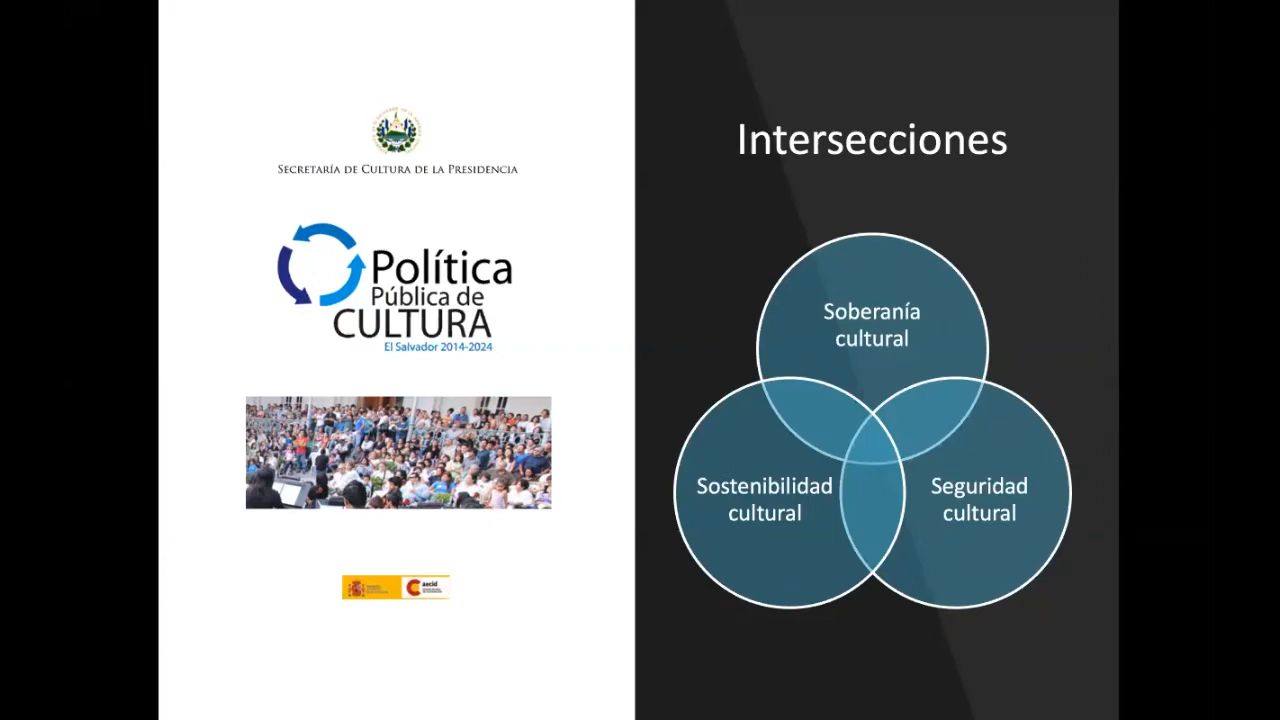 Secretaría de Cultura de la Presidencia
Política
Pública de
CULTURA
El Salvador 2014-2024
aecid
Intersecciones
Soberanía
cultural
Sostenibilidad
cultural
Seguridad
cultural